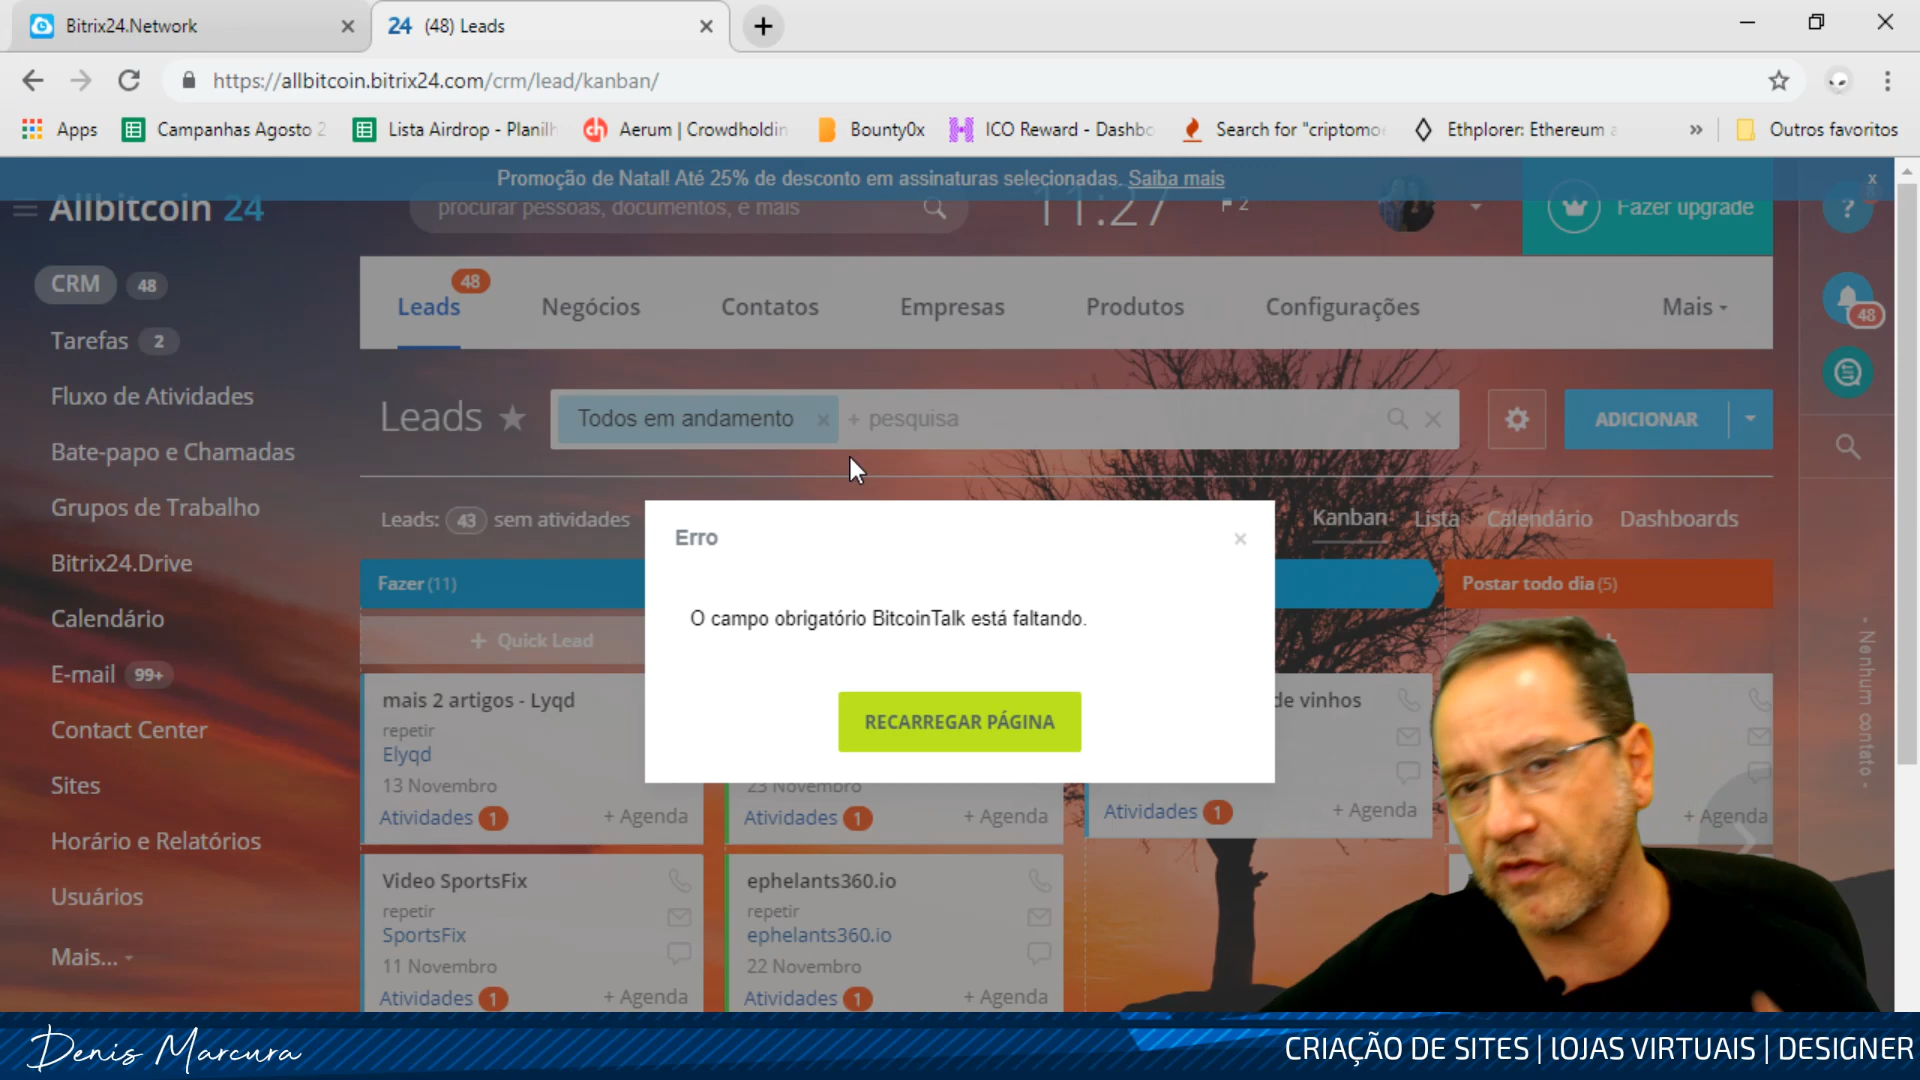 Bitrix24.Network
24 (48) Leads
https://allbitcoin.bitrix24.com/crm/lead/kanban/
Apps
Campanhas Agosto 2
Lista Airdrop - Planilh
Aerum | Crowdholdin
Bounty0x
ICO Reward - Dashbo
Search for "criptomo
Ethplorer: Ethereum a
»
Outros favoritos
Promoção de Natal! Até 25% de desconto em assinaturas selecionadas. Saiba mais
x
Allbitcoin 24
procurar pessoas, documentos, e mais
11:27
2
Fazer upgrade
?
CRM 48
Tarefas 2
Fluxo de Atividades
Bate-papo e Chamadas
Grupos de Trabalho
Bitrix24.Drive
Calendário
E-mail 99+
Contact Center
Sites
Horário e Relatórios
Usuários
Mais...
48
Leads
Negócios
Contatos
Empresas
Produtos
Configurações
Mais
48
Leads
Todos em andamento ×
+ pesquisa
ADICIONAR
Leads: 43 sem atividades
Kanban
Lista
Calendário
Dashboards
Erro
O campo obrigatório BitcoinTalk está faltando.
RECARREGAR PÁGINA
Fazer (11)
+ Quick Lead
Postar todo dia (5)
mais 2 artigos - Lyqd
repetir
Elyqd
13 Novembro
Atividades 1
+ Agenda
Video SportsFix
repetir
SportsFix
11 Novembro
Atividades 1
+ Agenda
23 Novembro
Atividades 1
+ Agenda
ephelants360.io
repetir
ephelants360.io
22 Novembro
Atividades 1
+ Agenda
de vinhos
Atividades 1
+ Agenda
+ Agenda
- Nenhum contato -
Denis Marcura
CRIAÇÃO DE SITES | LOJAS VIRTUAIS | DESIGNER